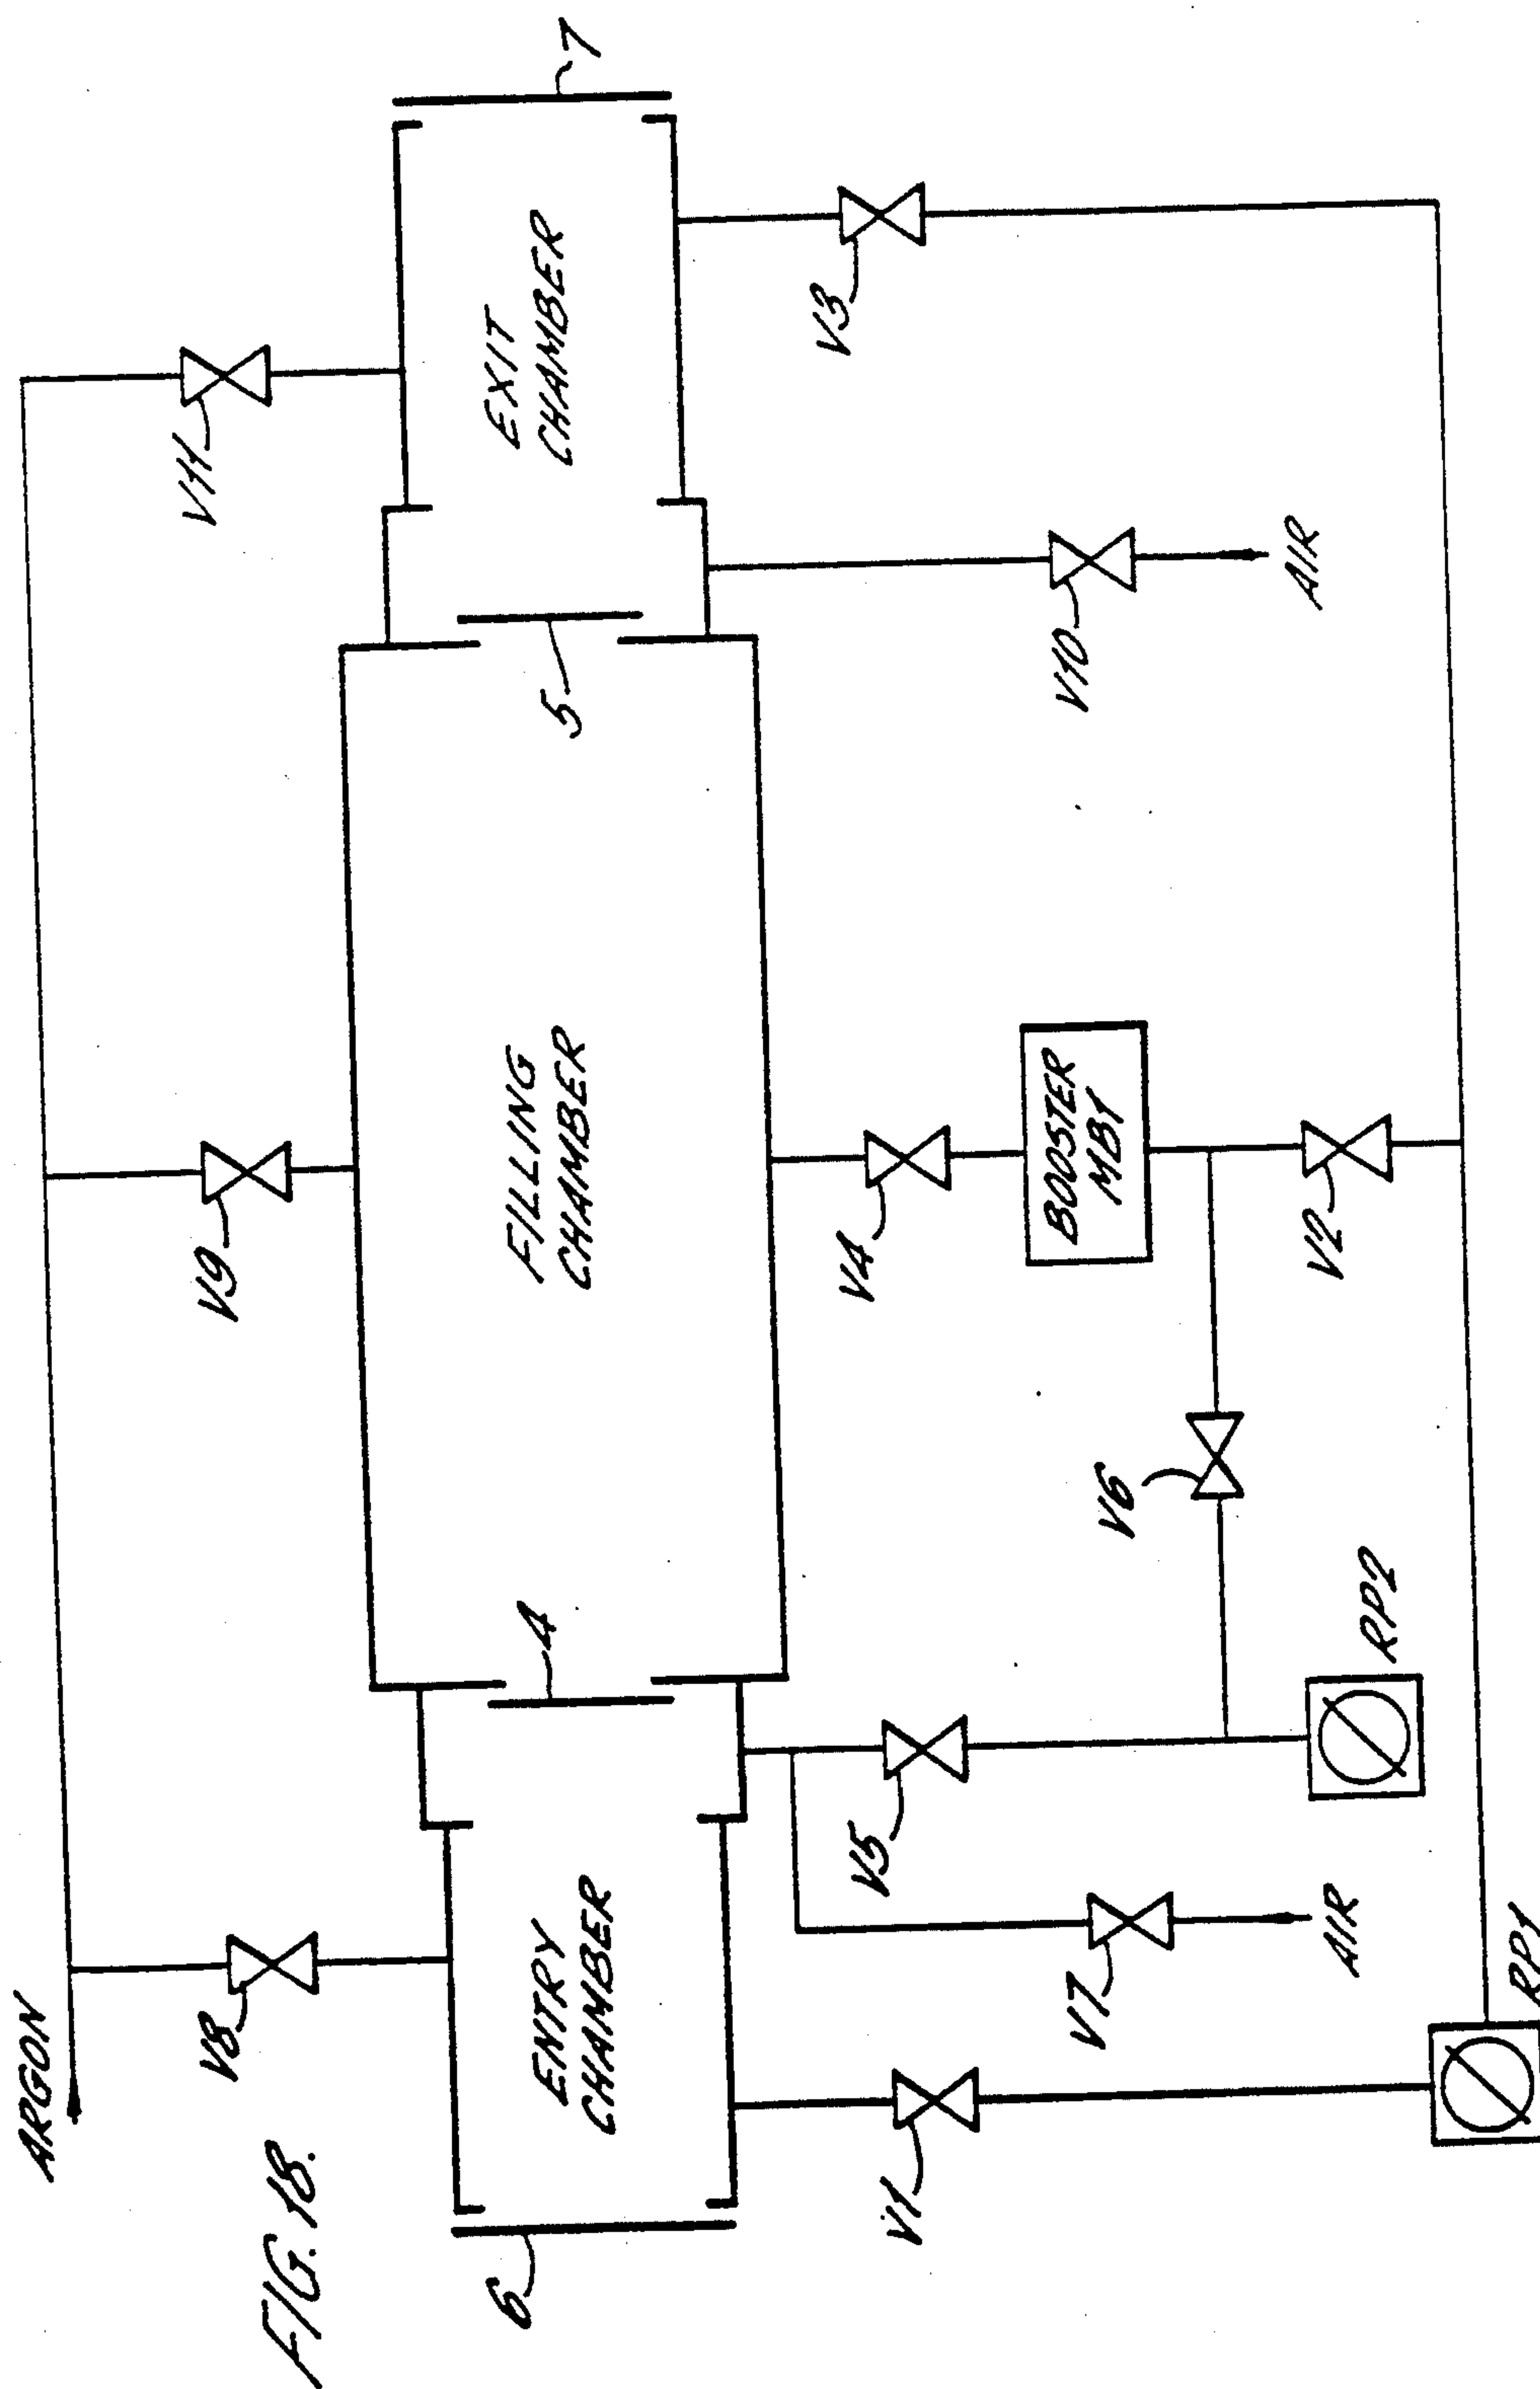 FIG. 18.
ARGON
V8
V9
V11
6
ENTRY
CHAMBER
4
FILLING
CHAMBER
5
EXIT
CHAMBER
7
V1
V7
AIR
V5
V6
V4
BOOSTER
MB1
V2
V10
AIR
V3
RP1
RP2